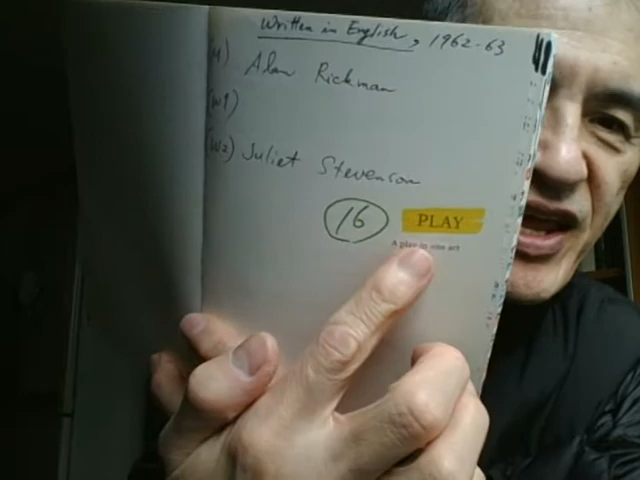 Written in English, 1962-63
(M) Alan Rickman
(W1)
(W2) Juliet Stevenson
16 PLAY
A play in one act